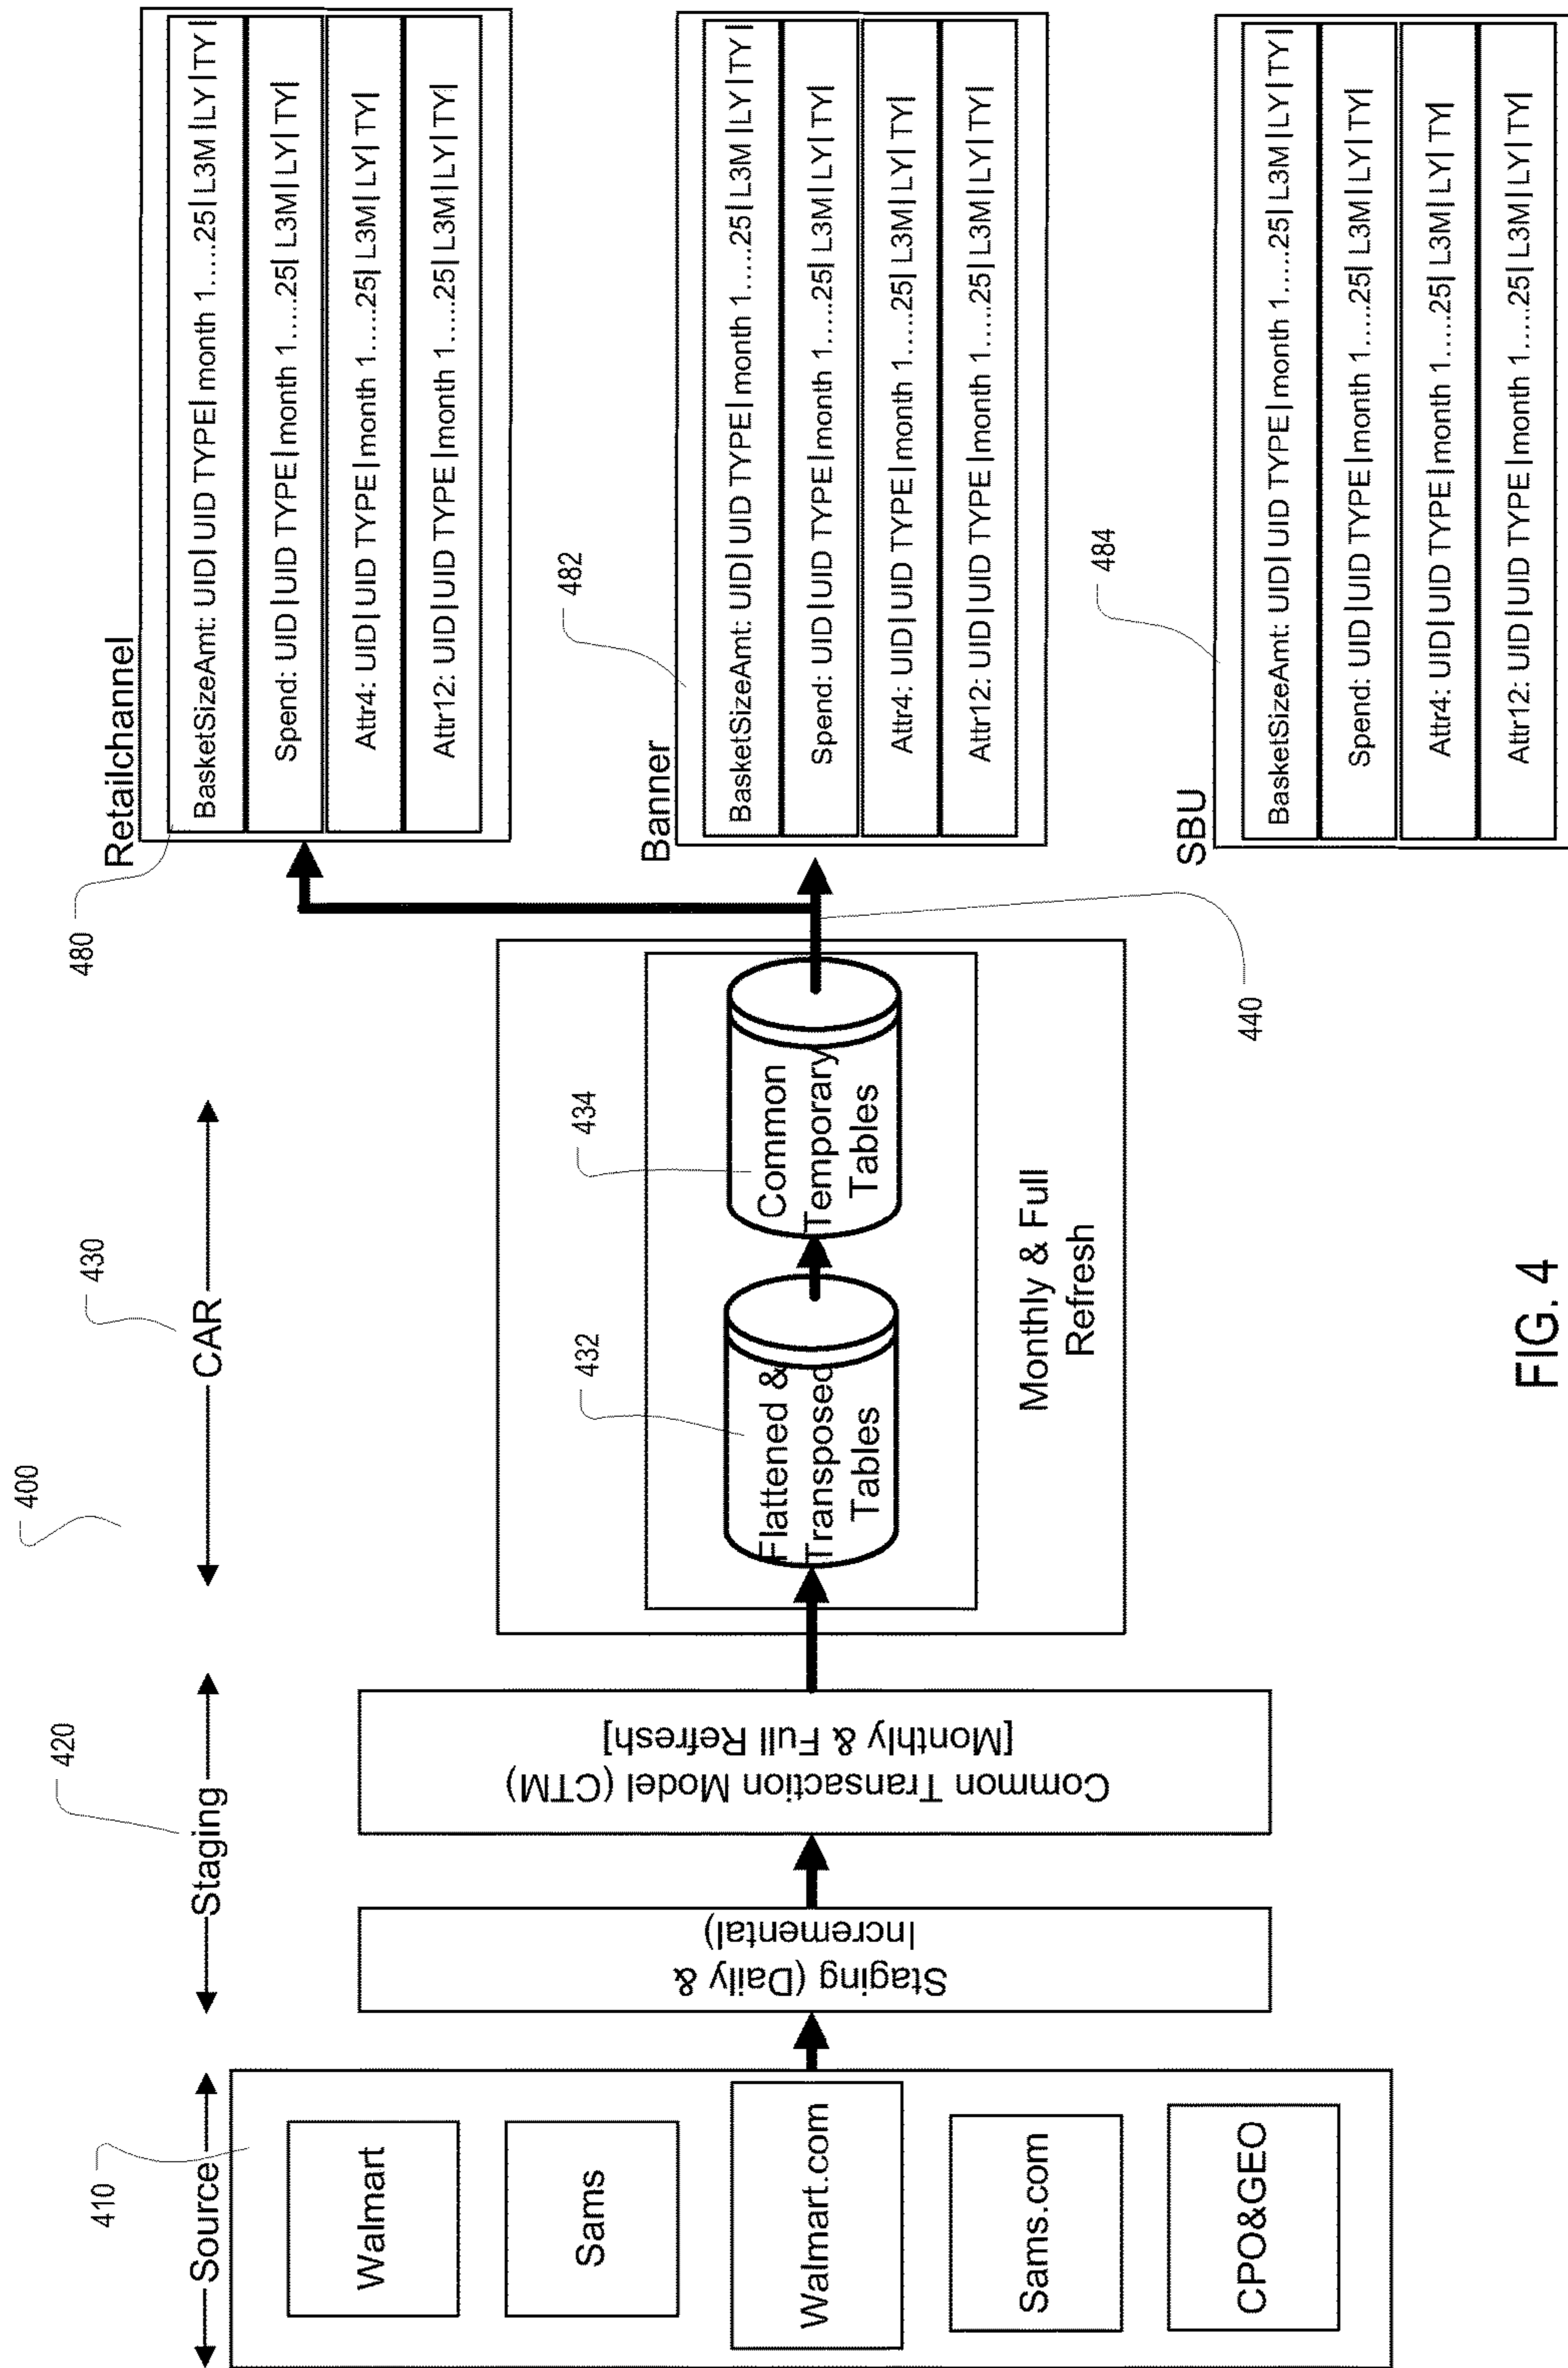 400
Source
410
Walmart
Sams
Walmart.com
Sams.com
CPO&GEO
Staging
420
Staging (Daily &
Incremental)
Common Transaction Model (CTM)
[Monthly & Full Refresh]
CAR
430
432
Flattened &
Transposed
Tables
434
Common
Temporary
Tables
Monthly & Full
Refresh
440
480
Retailchannel
BasketSizeAmt: UID| UID TYPE| month 1.....25| L3M |LY |TY |
Spend: UID |UID TYPE|month 1.....25| L3M|LY| TY|
Attr4: UID|UID TYPE|month 1.....25| L3M|LY| TY|
Attr12: UID|UID TYPE |month 1.....25| L3M|LY|TY|
482
Banner
BasketSizeAmt: UID| UID TYPE|month 1.....25| L3M |LY |TY |
Spend: UID |UID TYPE|month 1.....25| L3M|LY| TY|
Attr4: UID| UID TYPE|month 1.....25| L3M|LY| TY|
Attr12: UID |UID TYPE |month 1.....25|L3M|LY|TY|
484
SBU
BasketSizeAmt: UID| UID TYPE|month 1.....25| L3M |LY |TY |
Spend: UID |UID TYPE|month 1.....25| L3M|LY| TY|
Attr4: UID| UID TYPE |month 1.....25| L3M|LY| TY|
Attr12: UID |UID TYPE |month 1.....25|L3M|LY|TY|
FIG. 4